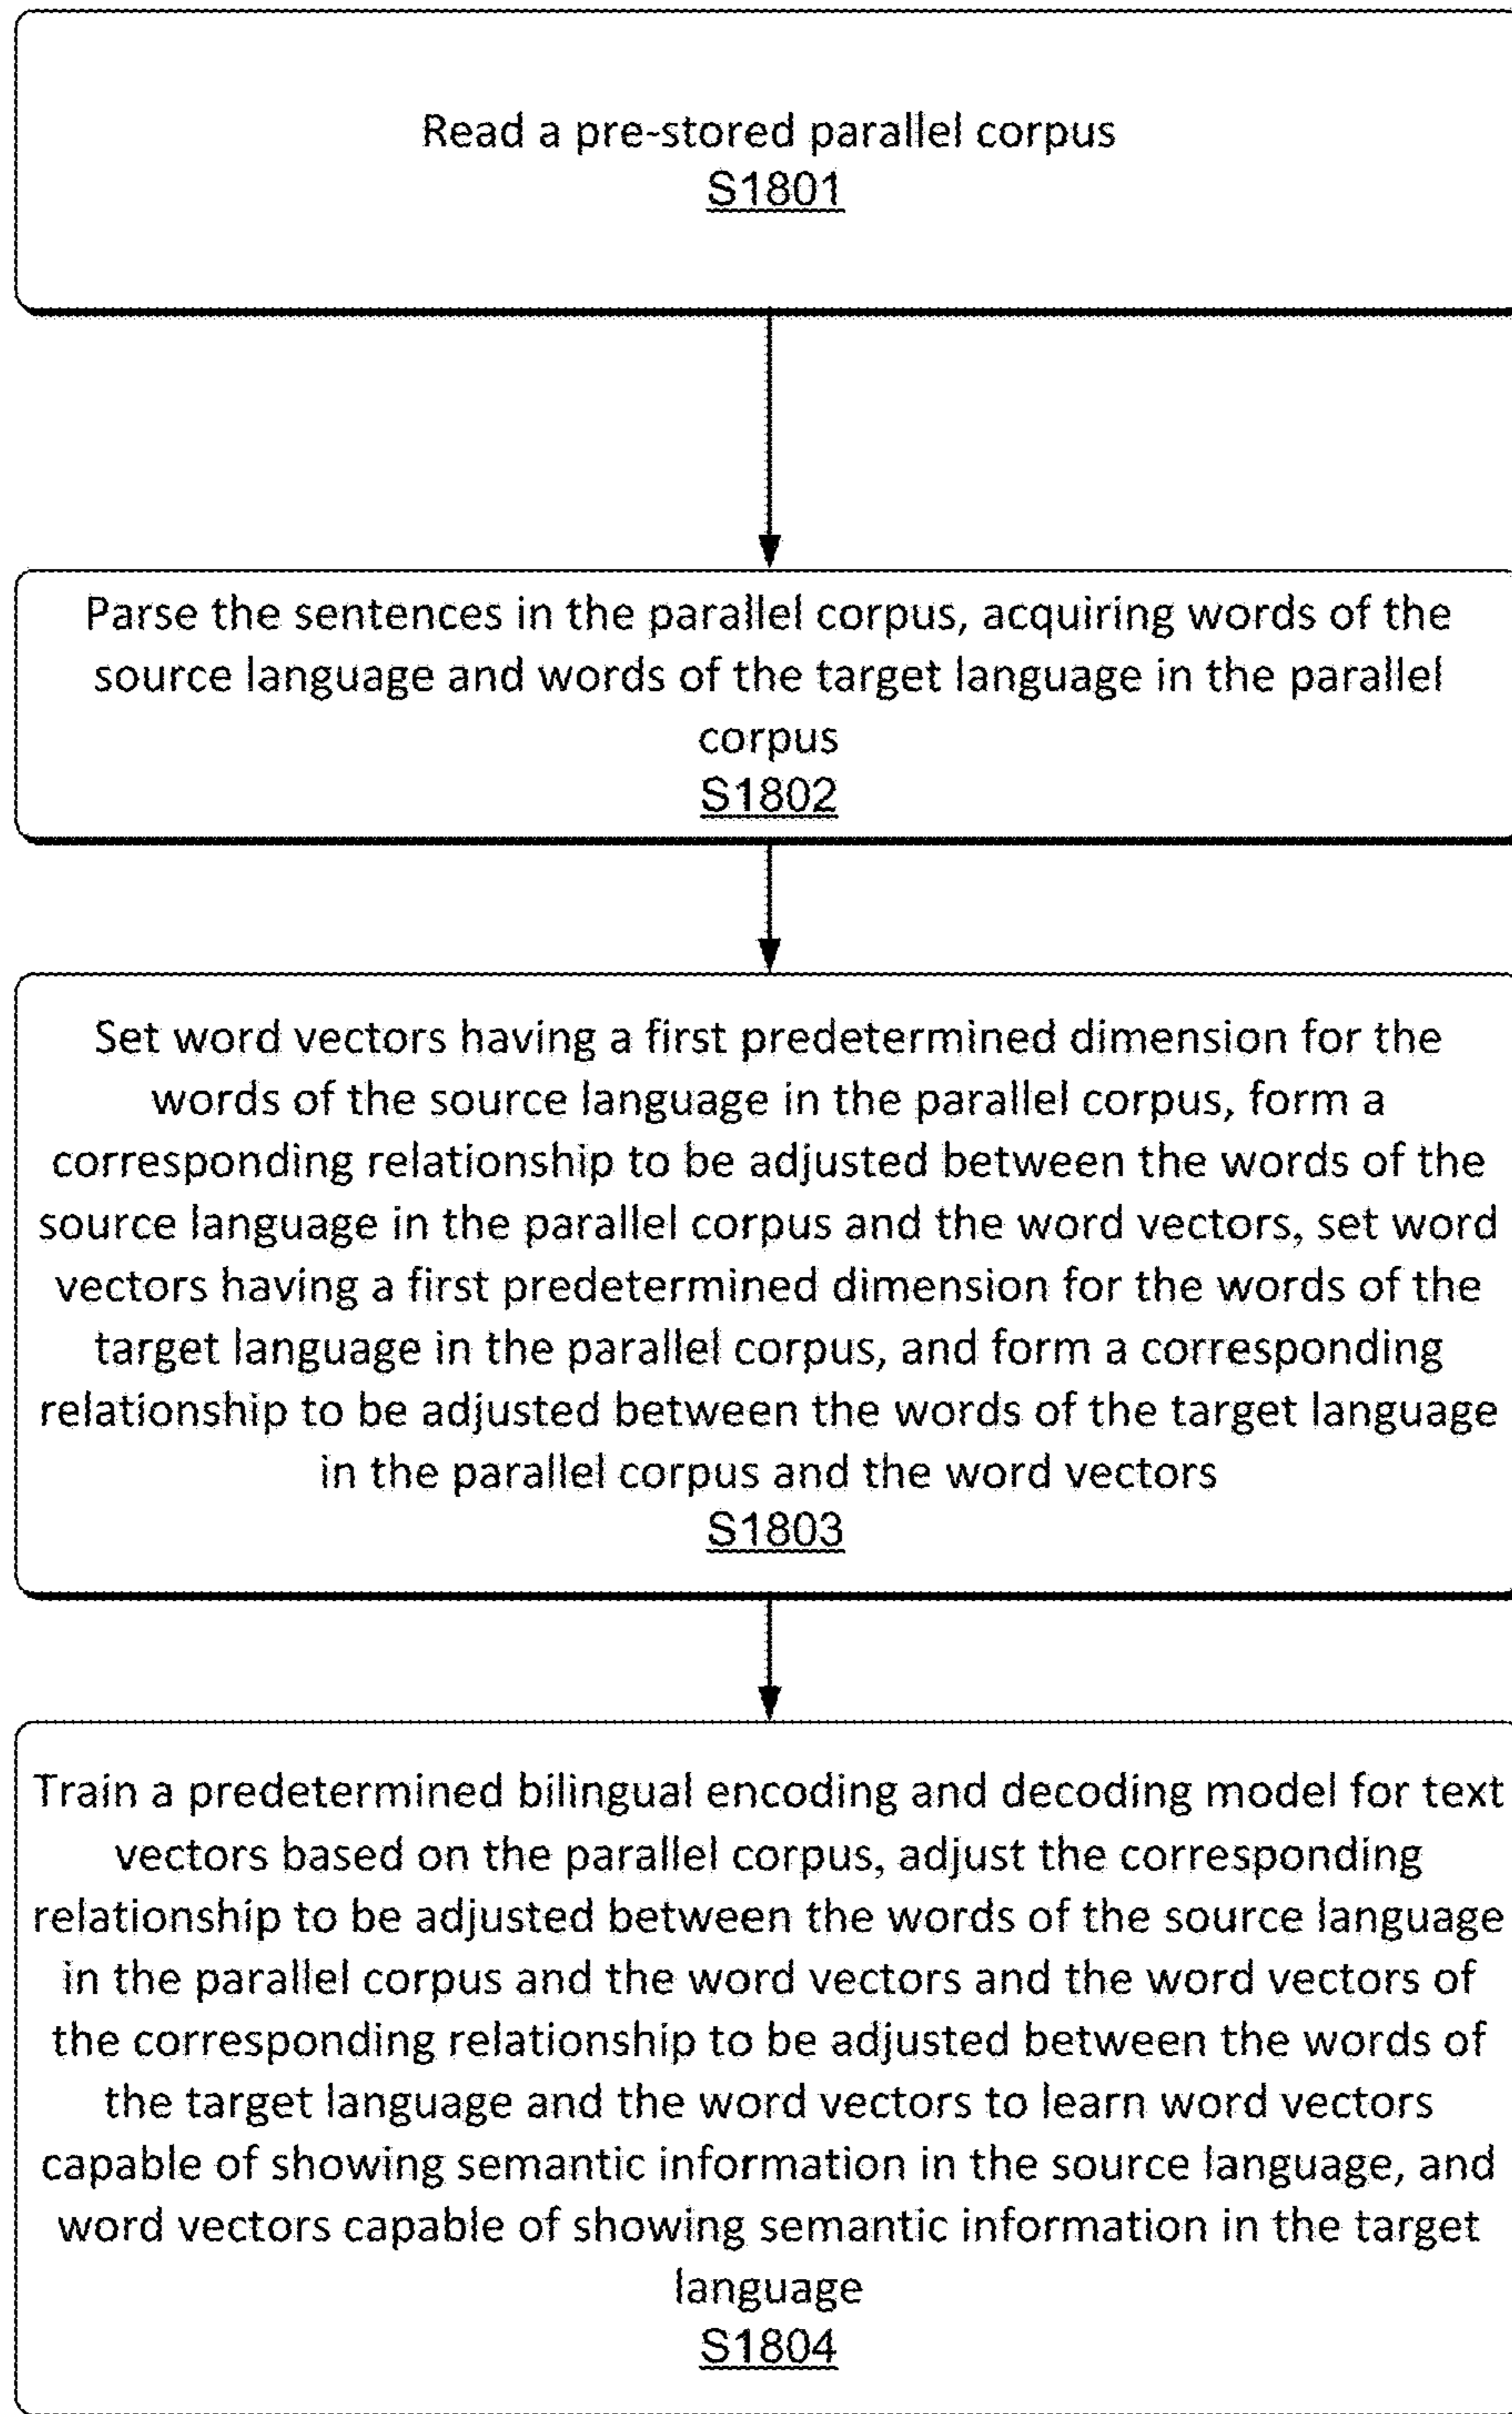 Read a pre-stored parallel corpus
S1801
Parse the sentences in the parallel corpus, acquiring words of the
source language and words of the target language in the parallel
corpus
S1802
Set word vectors having a first predetermined dimension for the
words of the source language in the parallel corpus, form a
corresponding relationship to be adjusted between the words of the
source language in the parallel corpus and the word vectors, set word
vectors having a first predetermined dimension for the words of the
target language in the parallel corpus, and form a corresponding
relationship to be adjusted between the words of the target language
in the parallel corpus and the word vectors
S1803
Train a predetermined bilingual encoding and decoding model for text
vectors based on the parallel corpus, adjust the corresponding
relationship to be adjusted between the words of the source language
in the parallel corpus and the word vectors and the word vectors of
the corresponding relationship to be adjusted between the words of
the target language and the word vectors to learn word vectors
capable of showing semantic information in the source language, and
word vectors capable of showing semantic information in the target
language
S1804